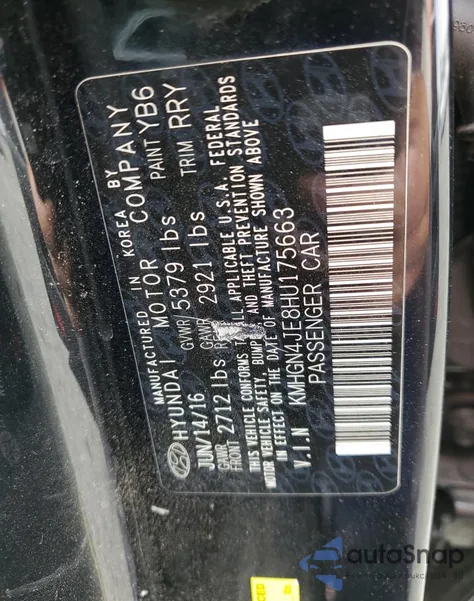 MANUFACTURED IN KOREA BY
HYUNDAI MOTOR COMPANY
JUN/14/16 GVWR 5379 lbs PAINT YB6
GAWR FRONT 2712 lbs GAWR 2921 lbs TRIM RRY
THIS VEHICLE CONFORMS TO ALL APPLICABLE U.S.A. FEDERAL
MOTOR VEHICLE SAFETY, BUMPER AND THEFT PREVENTION STANDARDS
IN EFFECT ON THE DATE OF MANUFACTURE SHOWN ABOVE
V.I.N KMHGN4JE8HU175663
PASSENGER CAR
autoSnap